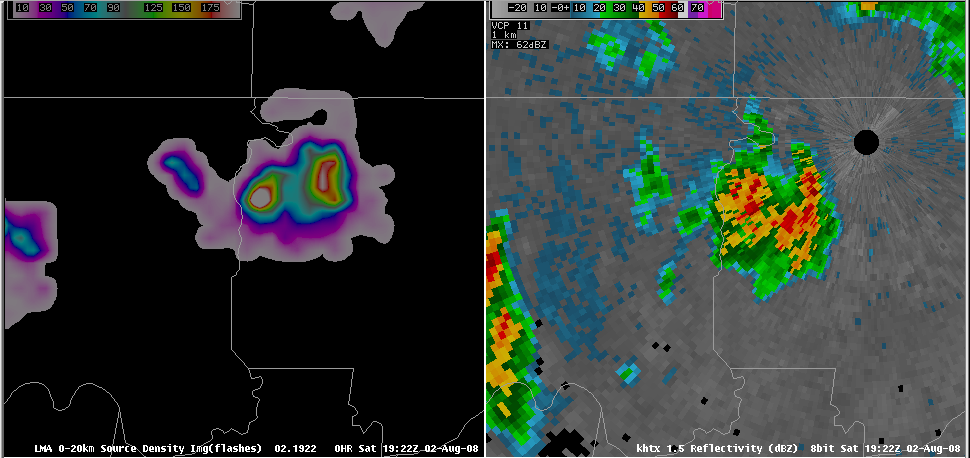 10 30 50 70 90 125 150 175
-20 10 -0+ 10 20 30 40 50 60 70
VCP 11
1 km
MX: 62dBZ
LMA 0-20km Source Density Img(flashes) 02.1922 0HR Sat 19:22Z 02-Aug-08
khtx 1.5 Reflectivity (dBZ) 8bit Sat 19:22Z 02-Aug-08